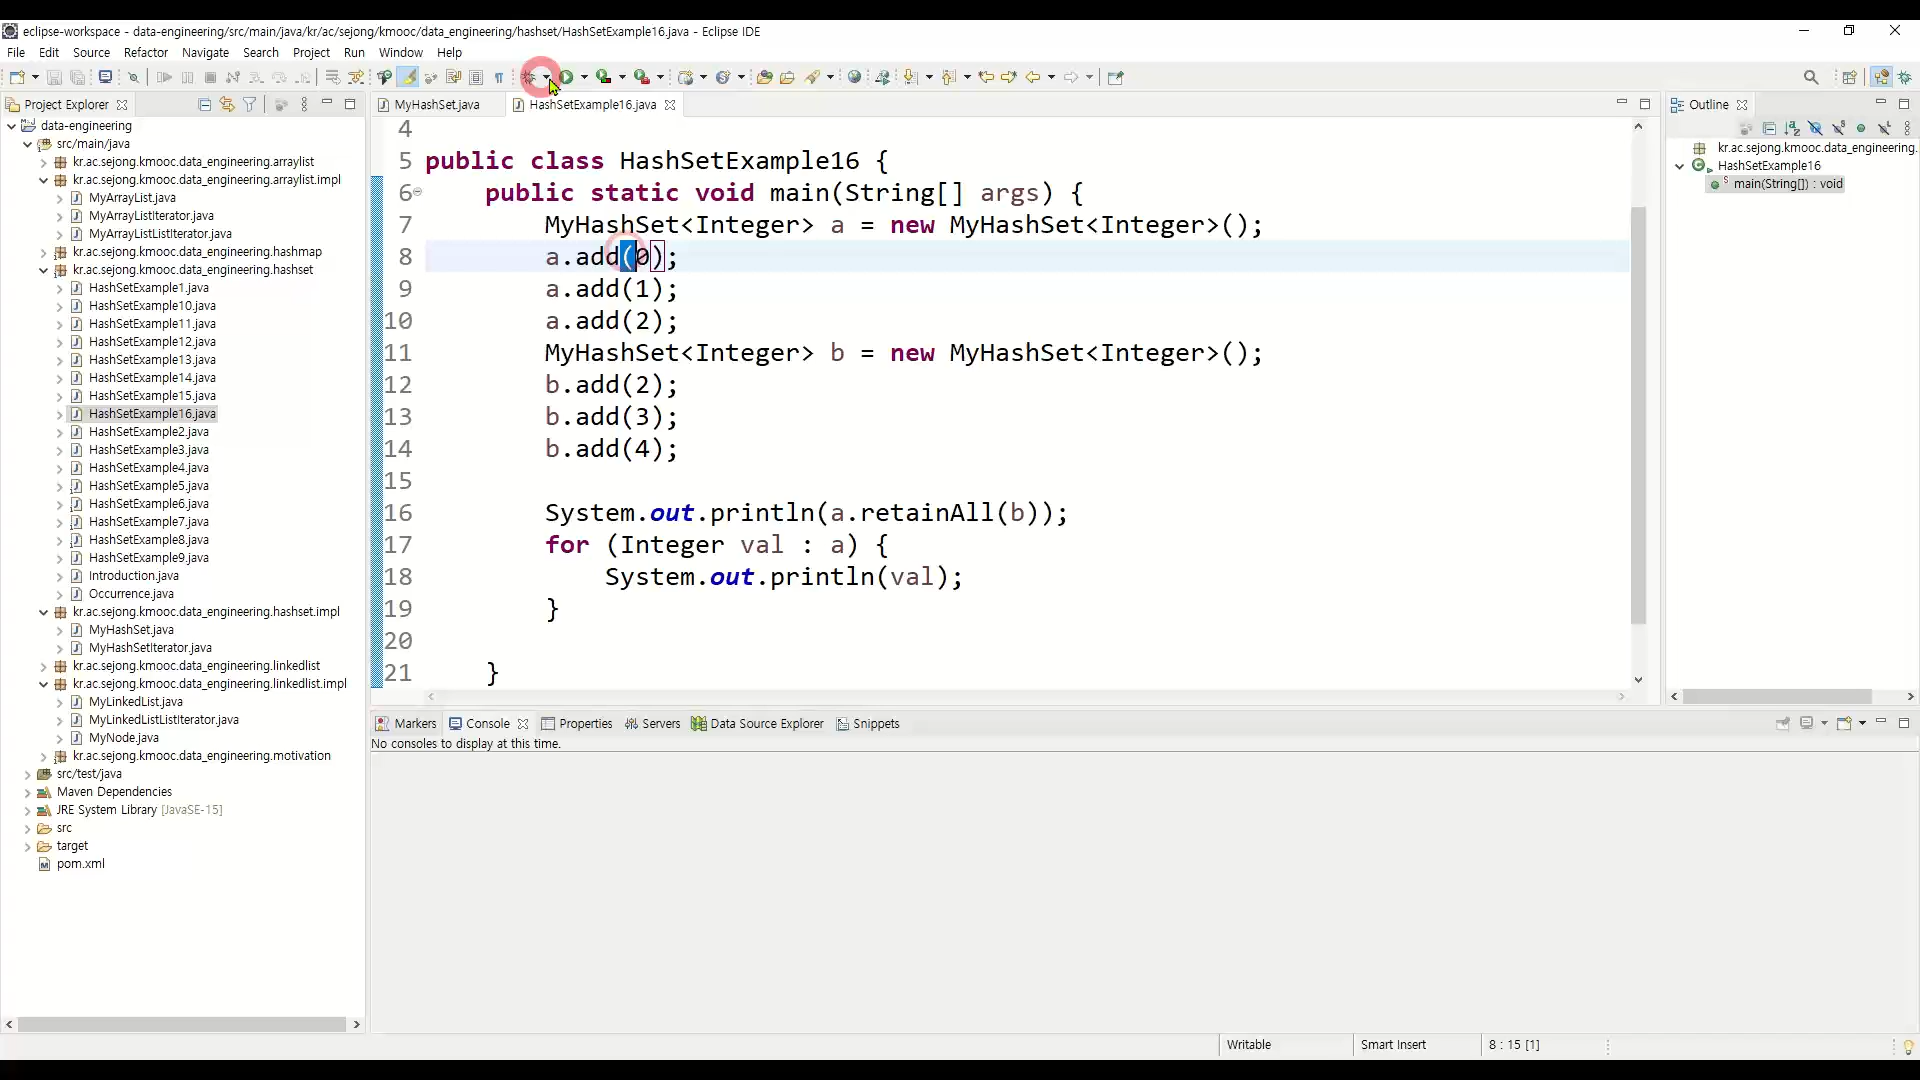 eclipse-workspace - data-engineering/src/main/java/kr/ac/sejong/kmooc/data_engineering/hashset/HashSetExample16.java - Eclipse IDE
File Edit Source Refactor Navigate Search Project Run Window Help
Project Explorer
data-engineering
src/main/java
kr.ac.sejong.kmooc.data_engineering.arraylist
kr.ac.sejong.kmooc.data_engineering.arraylist.impl
MyArrayList.java
MyArrayListIterator.java
MyArrayListListIterator.java
kr.ac.sejong.kmooc.data_engineering.hashmap
kr.ac.sejong.kmooc.data_engineering.hashset
HashSetExample1.java
HashSetExample10.java
HashSetExample11.java
HashSetExample12.java
HashSetExample13.java
HashSetExample14.java
HashSetExample15.java
HashSetExample16.java
HashSetExample2.java
HashSetExample3.java
HashSetExample4.java
HashSetExample5.java
HashSetExample6.java
HashSetExample7.java
HashSetExample8.java
HashSetExample9.java
Introduction.java
Occurrence.java
kr.ac.sejong.kmooc.data_engineering.hashset.impl
MyHashSet.java
MyHashSetIterator.java
kr.ac.sejong.kmooc.data_engineering.linkedlist
kr.ac.sejong.kmooc.data_engineering.linkedlist.impl
MyLinkedList.java
MyLinkedListListIterator.java
MyNode.java
kr.ac.sejong.kmooc.data_engineering.motivation
src/test/java
Maven Dependencies
JRE System Library [JavaSE-15]
src
target
pom.xml
MyHashSet.java HashSetExample16.java
4
5 public class HashSetExample16 {
6 public static void main(String[] args) {
7 MyHashSet<Integer> a = new MyHashSet<Integer>();
8 a.add(0);
9 a.add(1);
10 a.add(2);
11 MyHashSet<Integer> b = new MyHashSet<Integer>();
12 b.add(2);
13 b.add(3);
14 b.add(4);
15
16 System.out.println(a.retainAll(b));
17 for (Integer val : a) {
18 System.out.println(val);
19 }
20
21 }
Markers Console Properties Servers Data Source Explorer Snippets
No consoles to display at this time.
Outline
kr.ac.sejong.kmooc.data_engineering.
HashSetExample16
main(String[]) : void
Writable Smart Insert 8 : 15 [1]